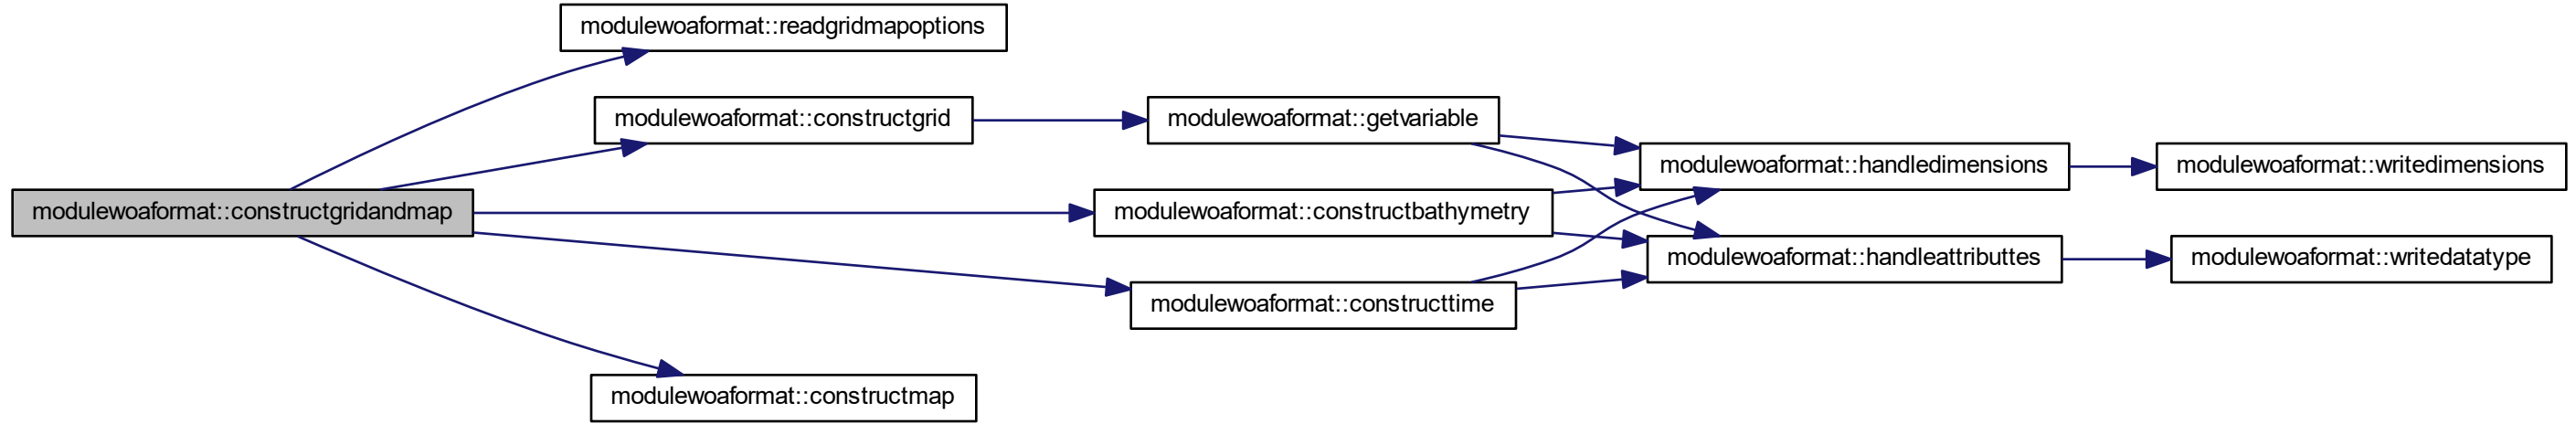 modulewoaformat::readgridmapoptions
modulewoaformat::constructgrid
modulewoaformat::getvariable
modulewoaformat::handledimensions
modulewoaformat::writedimensions
modulewoaformat::constructgridandmap
modulewoaformat::constructbathymetry
modulewoaformat::handleattributtes
modulewoaformat::writedatatype
modulewoaformat::constructtime
modulewoaformat::constructmap